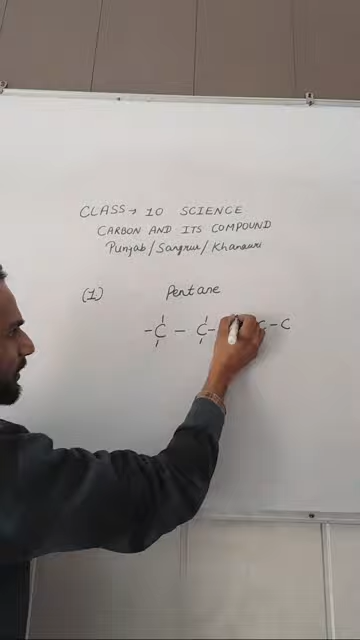 CLASS → 10 SCIENCE
CARBON AND ITS COMPOUND
Punjab/Sangrur/Khanauri
(1) Pentane
-C - C- C-C